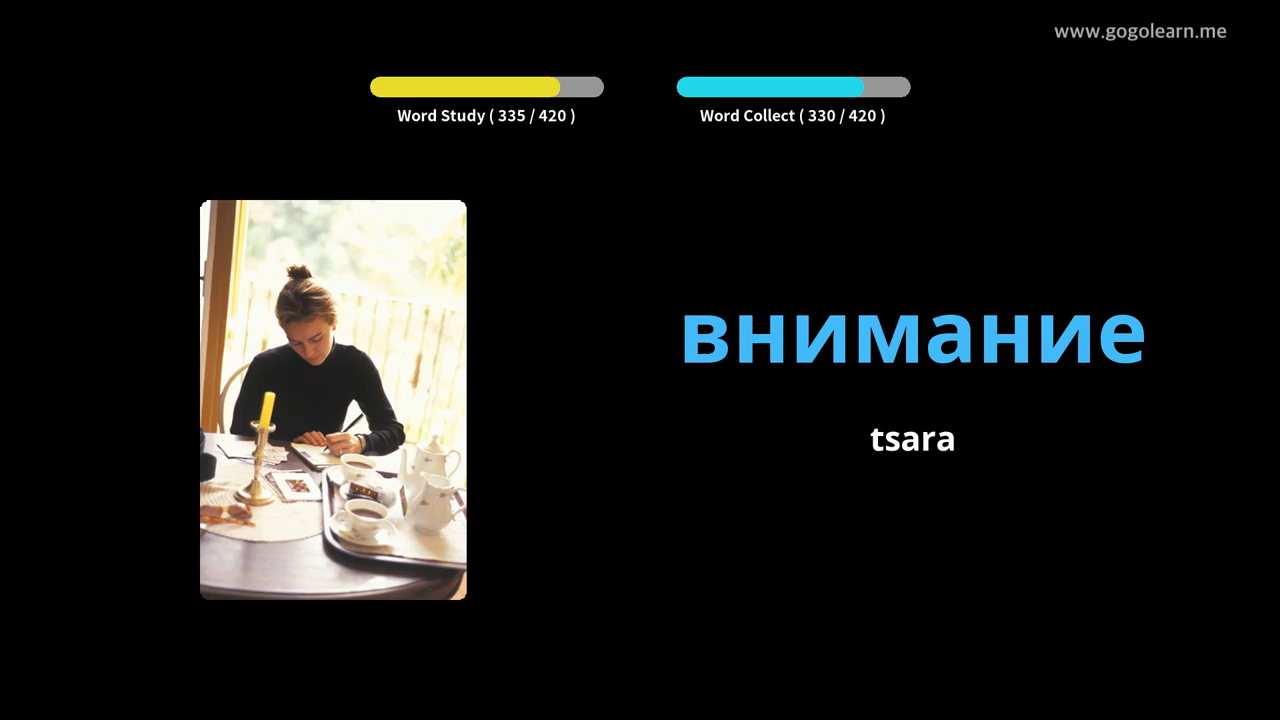 www.gogolearn.me
Word Study ( 335 / 420 )
Word Collect ( 330 / 420 )
внимание
tsara